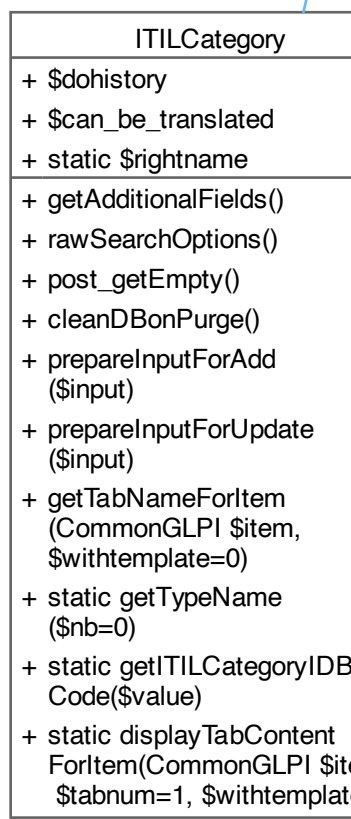 ITILCategory
+ $dohistory
+ $can_be_translated
+ static $rightname
+ getAdditionalFields()
+ rawSearchOptions()
+ post_getEmpty()
+ cleanDBonPurge()
+ prepareInputForAdd
($input)
+ prepareInputForUpdate
($input)
+ getTabNameForItem
(CommonGLPI $item,
$withtemplate=0)
+ static getTypeName
($nb=0)
+ static getITILCategoryIDB
Code($value)
+ static displayTabContent
ForItem(CommonGLPI $ite
$tabnum=1, $withtemplat